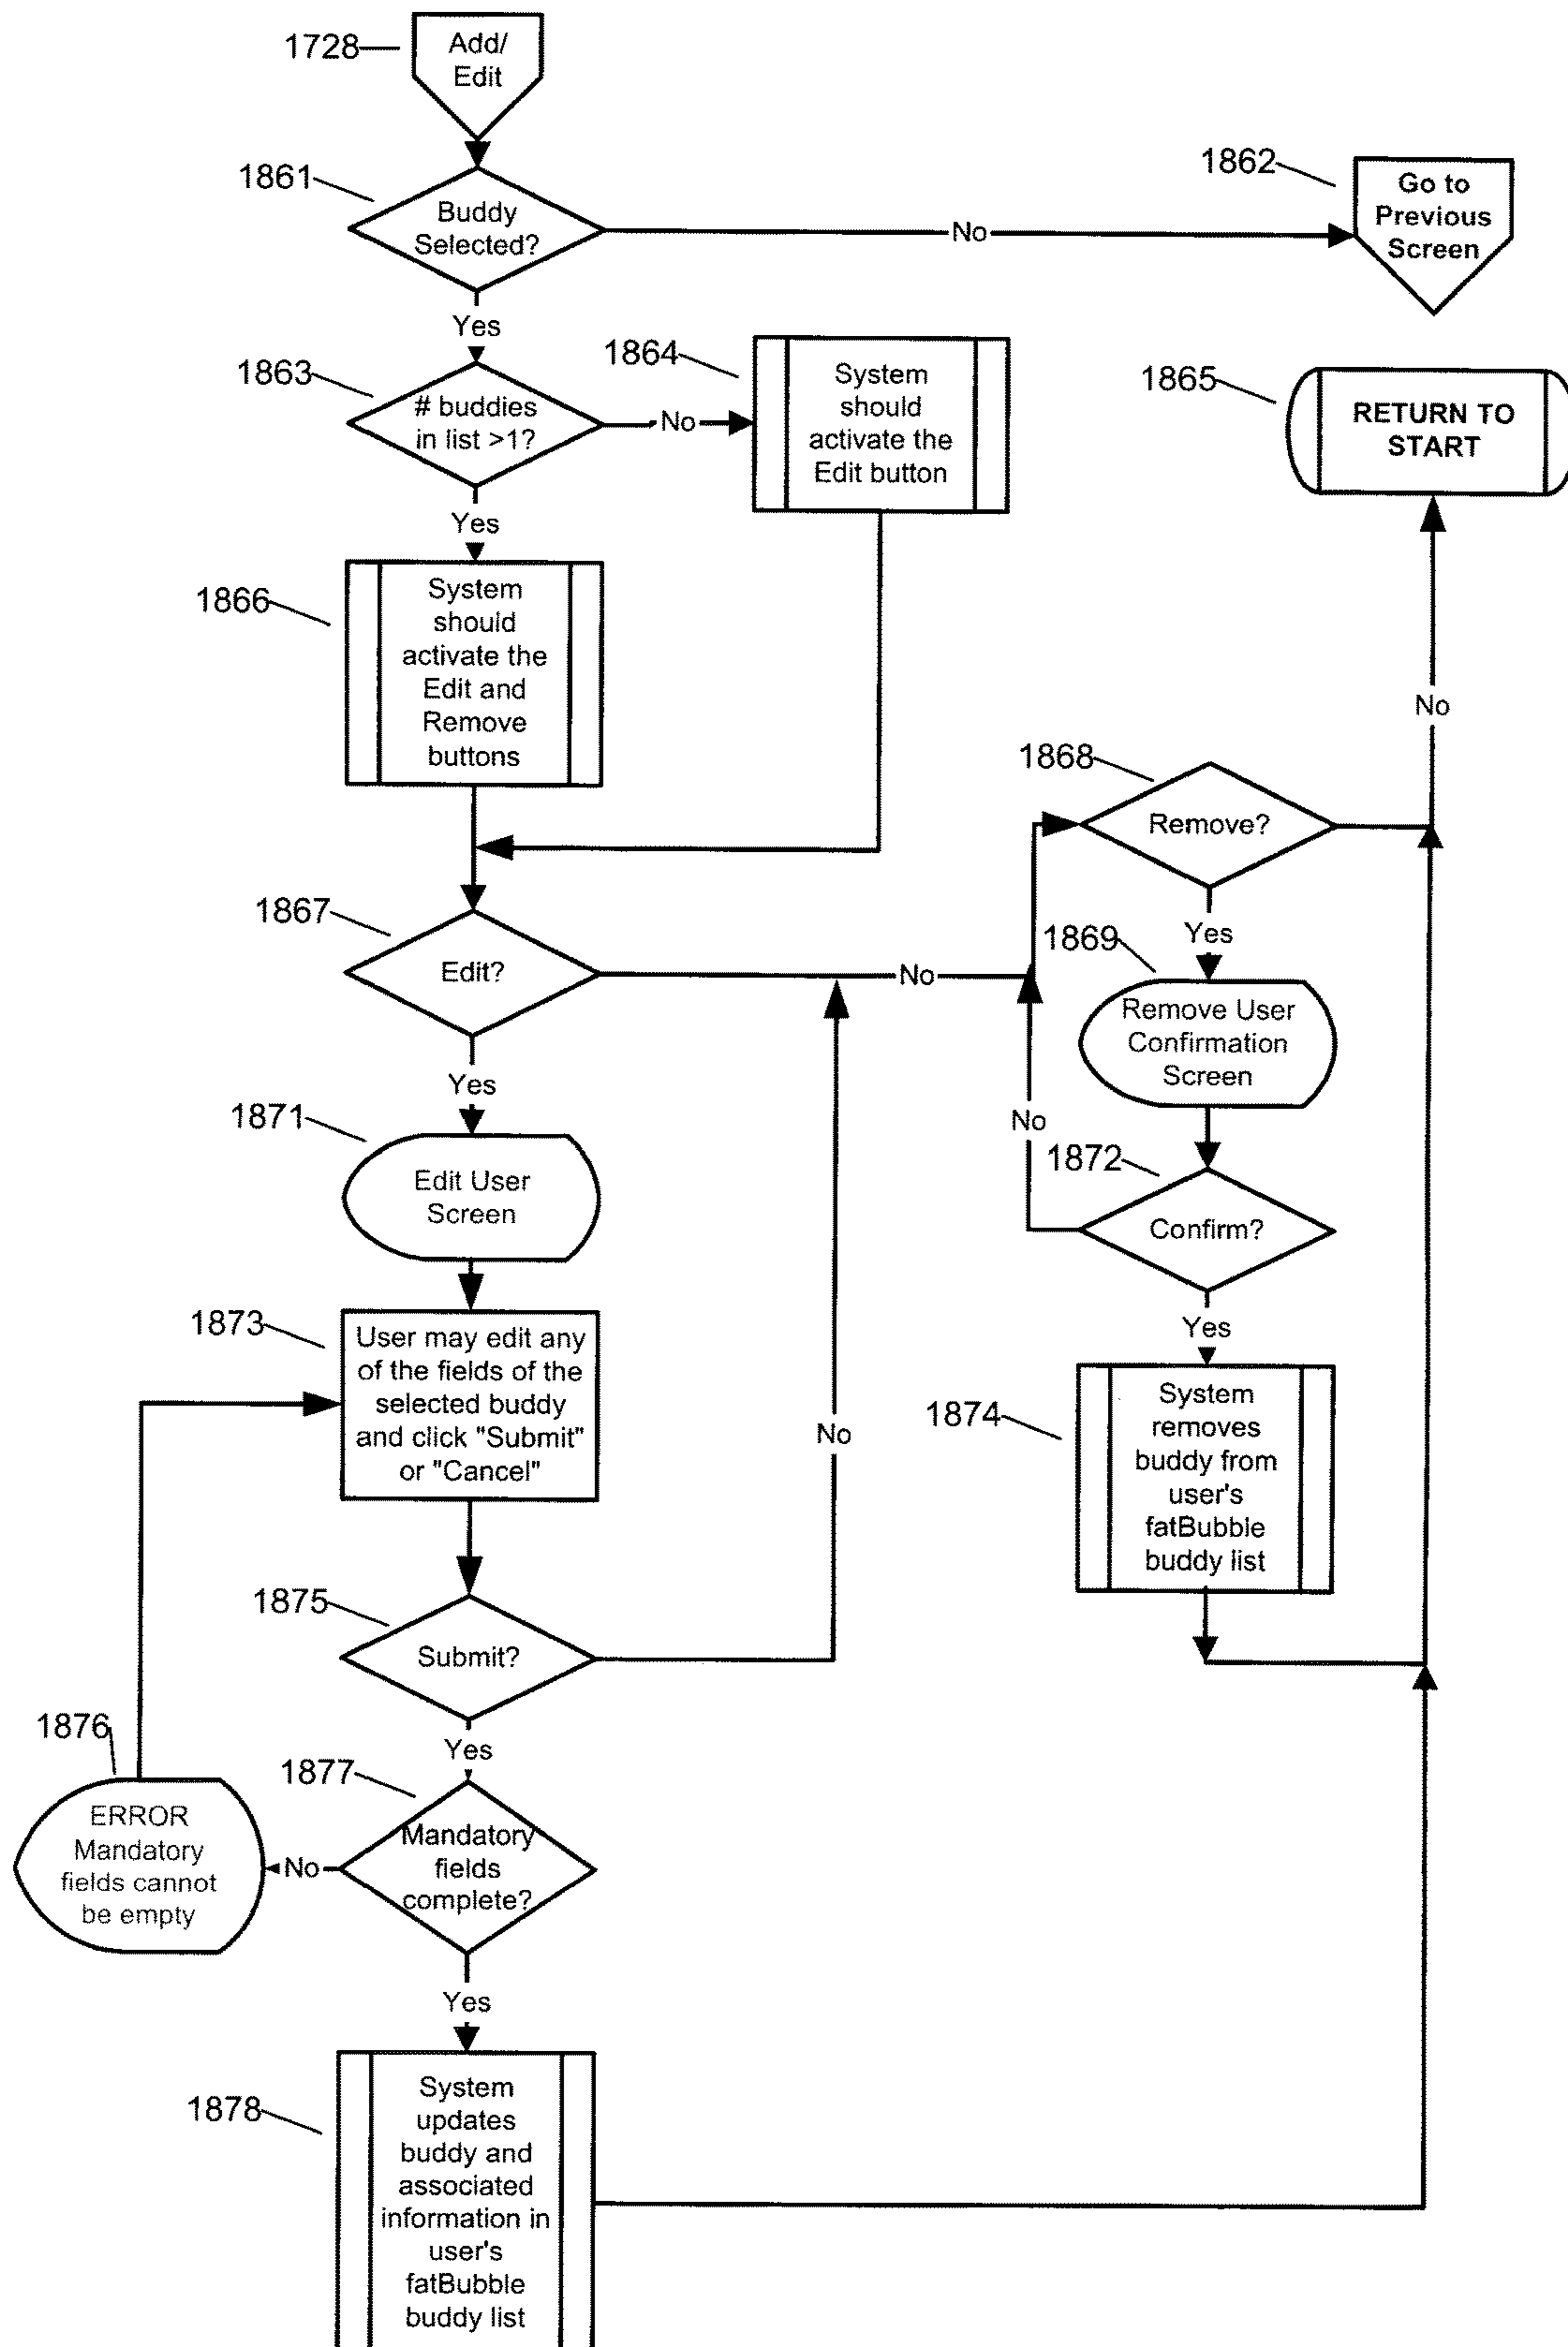 1728
Add/
Edit
1861
Buddy
Selected?
No
1862
Go to
Previous
Screen
Yes
1863
# buddies
in list >1?
No
1864
System
should
activate the
Edit button
1865
RETURN TO
START
Yes
1866
System
should
activate the
Edit and
Remove
buttons
No
1868
Remove?
1867
Edit?
No
Yes
1869
Remove User
Confirmation
Screen
Yes
1871
Edit User
Screen
No
1872
Confirm?
1873
User may edit any
of the fields of the
selected buddy
and click "Submit"
or "Cancel"
Yes
1874
System
removes
buddy from
user's
fatBubble
buddy list
No
1875
Submit?
Yes
1876
ERROR
Mandatory
fields cannot
be empty
1877
Mandatory
fields
complete?
No
Yes
1878
System
updates
buddy and
associated
information in
user's
fatBubble
buddy list